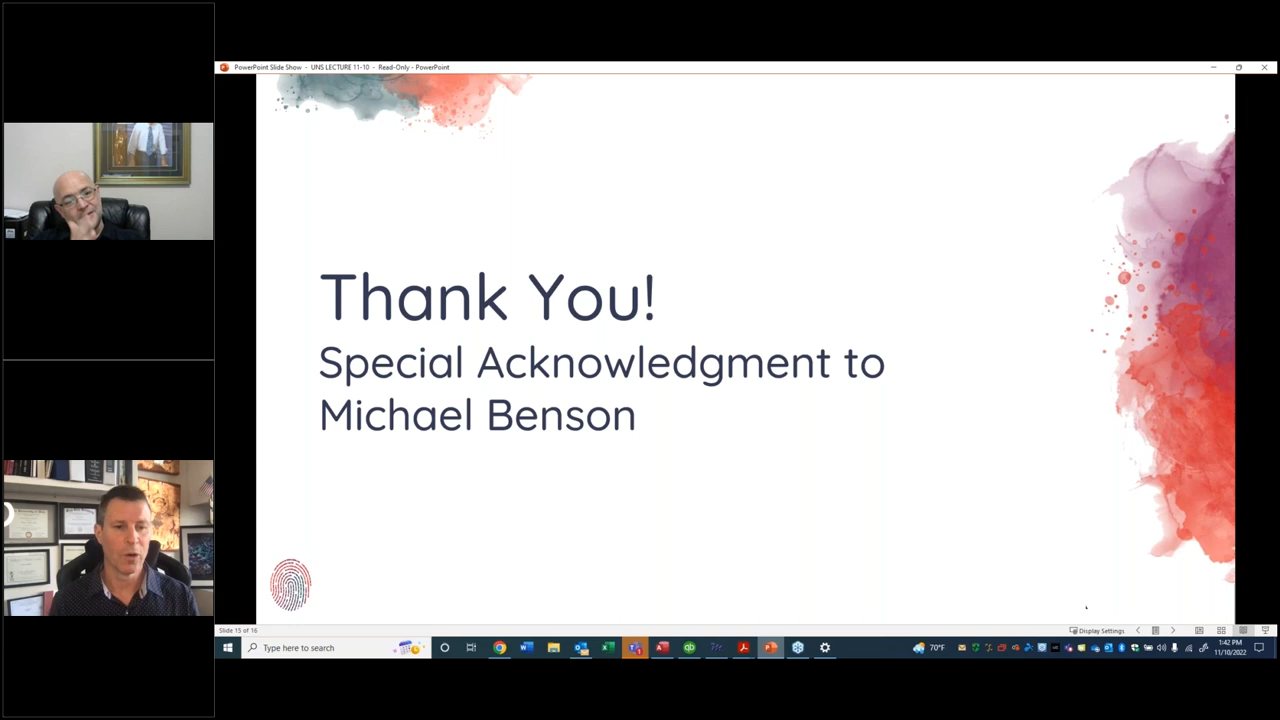 PowerPoint Slide Show - UNS LECTURE 11-10 - Read-Only - PowerPoint
Thank You!
Special Acknowledgment to
Michael Benson
Slide 15 of 16
Display Settings
Type here to search
70°F
1:42 PM
11/10/2022